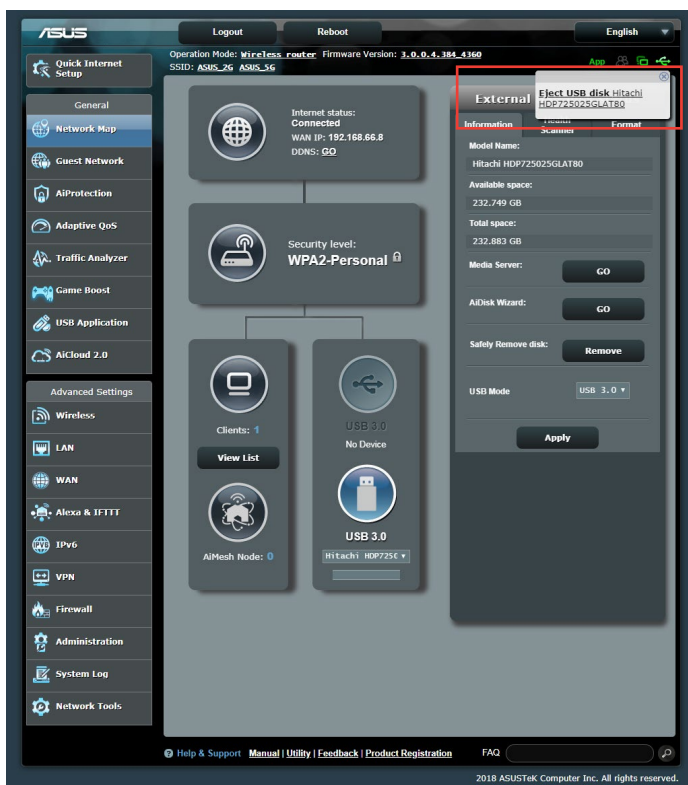 ASUS
Logout
Reboot
English
Quick Internet
Setup
Operation Mode: Wireless router Firmware Version: 3.0.0.4.384_4360
SSID: ASUS_2G ASUS_5G
App
Eject USB disk Hitachi
HDP725025GLAT80
General
Network Map
Guest Network
AiProtection
Adaptive QoS
Traffic Analyzer
Game Boost
USB Application
AiCloud 2.0
Advanced Settings
Wireless
LAN
WAN
Alexa & IFTTT
IPv6
VPN
Firewall
Administration
System Log
Network Tools
Internet status:
Connected
WAN IP: 192.168.66.8
DDNS: GO
Security level:
WPA2-Personal
Clients: 1
View List
AiMesh Node: 0
USB 3.0
No Device
USB 3.0
Hitachi HDP725(
External
Information
Health
Scanner
Format
Model Name:
Hitachi HDP725025GLAT80
Available space:
232.749 GB
Total space:
232.883 GB
Media Server:
GO
AiDisk Wizard:
GO
Safely Remove disk:
Remove
USB Mode
USB 3.0
Apply
Help & Support Manual | Utility | Feedback | Product Registration
FAQ
2018 ASUSTeK Computer Inc. All rights reserved.